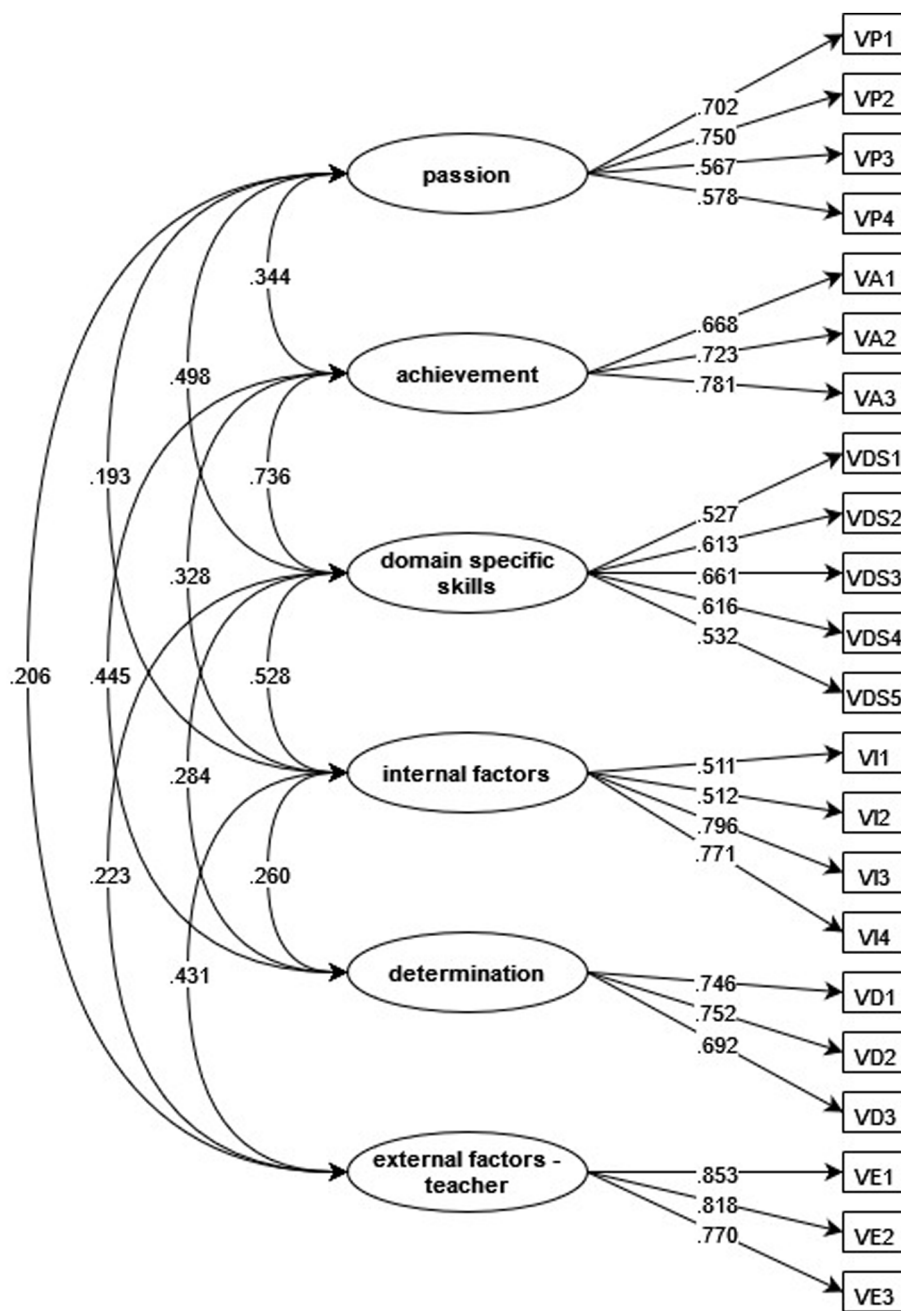 VP1
VP2
.702
.750
VP3
.567
passion
.578
VP4
VA1
.344
.668
VA2
.723
achievement
.498
.781
VA3
VDS1
.193
.736
.527
VDS2
.613
domain specific
skills
.328
.661
VDS3
.616
VDS4
.532
.206
.445
.528
VDS5
.511
VI1
internal factors
.284
.512
VI2
.796
.771
.223
.260
VI3
VI4
determination
.431
.746
VD1
.752
.692
VD2
VD3
external factors -
teacher
.853
VE1
.818
.770
VE2
VE3